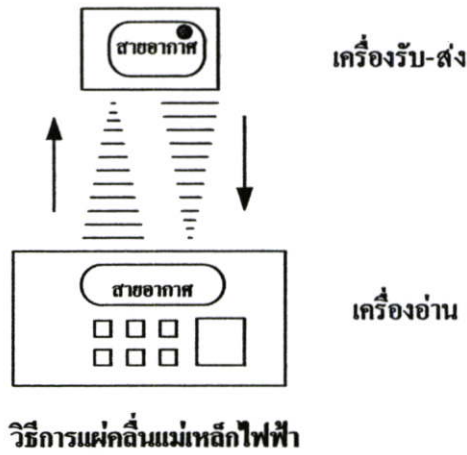 สายอากาศ
เครื่องรับ-ส่ง
สายอากาศ
เครื่องอ่าน
วิธีการแผ่คลื่นแม่เหล็กไฟฟ้า